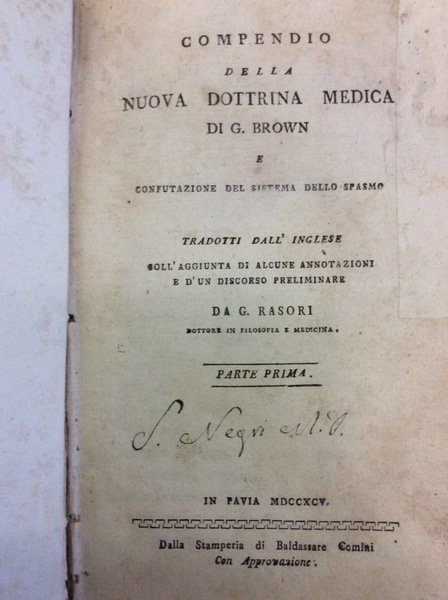 COMPENDIO
DELLA
NUOVA DOTTRINA MEDICA
DI G. BROWN
E
CONFUTAZIONE DEL SISTEMA DELLO SPASMO
TRADOTTI DALL' INGLESE
COLL'AGGIUNTA DI ALCUNE ANNOTAZIONI
E D'UN DISCORSO PRELIMINARE
DA G. RASORI
DOTTORE IN FILOSOFIA E MEDICINA.
PARTE PRIMA.
S. Negri M.D.
IN PAVIA MDCCXCV.
Dalla Stamperia di Baldassare Comini
Con Approvazione.